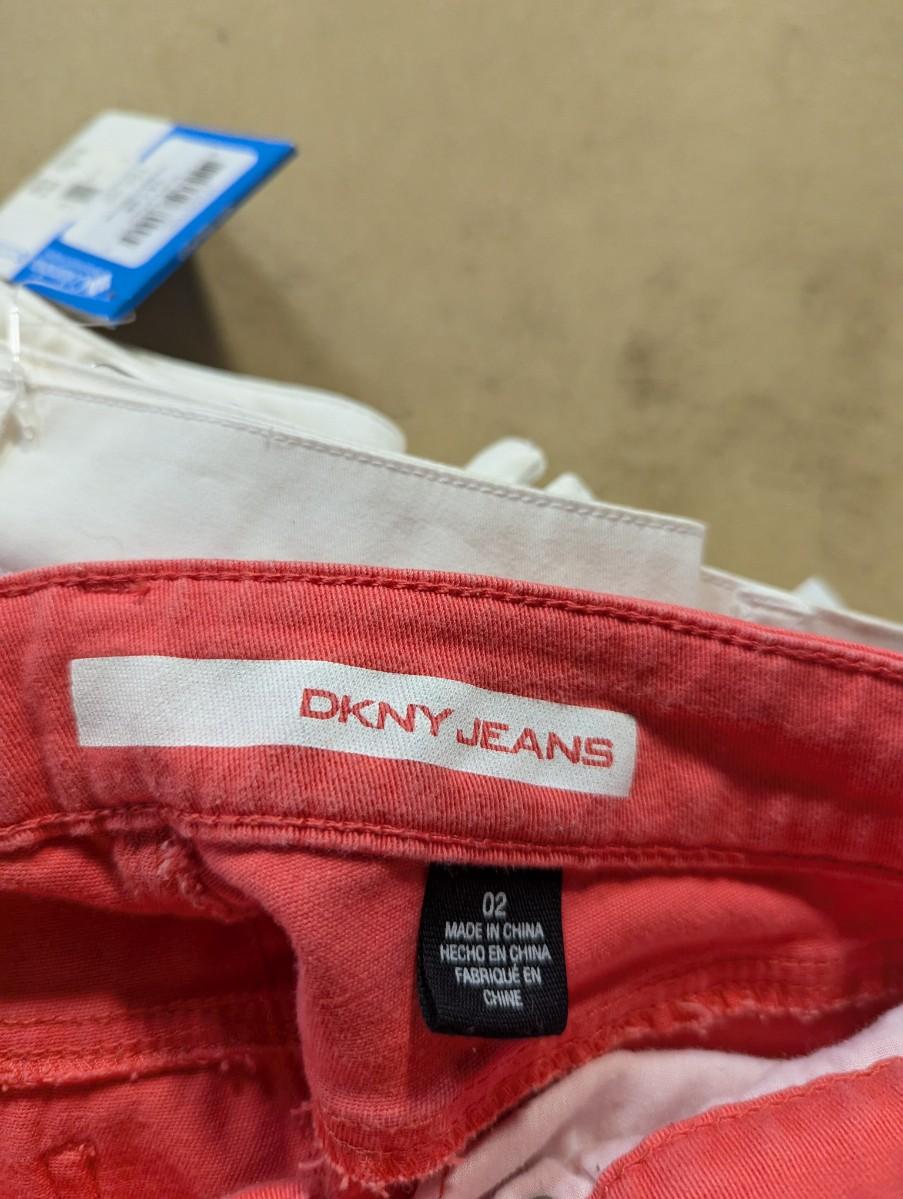 DKNY JEANS
02
MADE IN CHINA
HECHO EN CHINA
FABRIQUÉ EN
CHINE